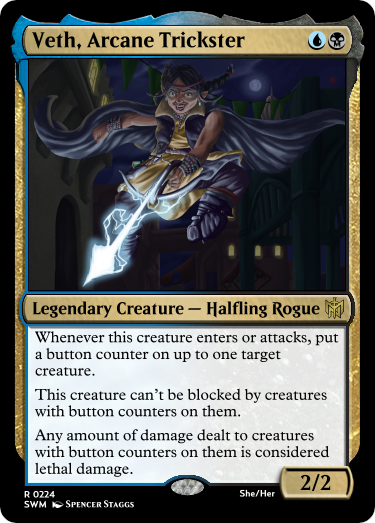 Veth, Arcane Trickster
Legendary Creature — Halfling Rogue
Whenever this creature enters or attacks, put
a button counter on up to one target
creature.
This creature can't be blocked by creatures
with button counters on them.
Any amount of damage dealt to creatures
with button counters on them is considered
lethal damage.
2/2
R 0224
She/Her
SWM Spencer Staggs